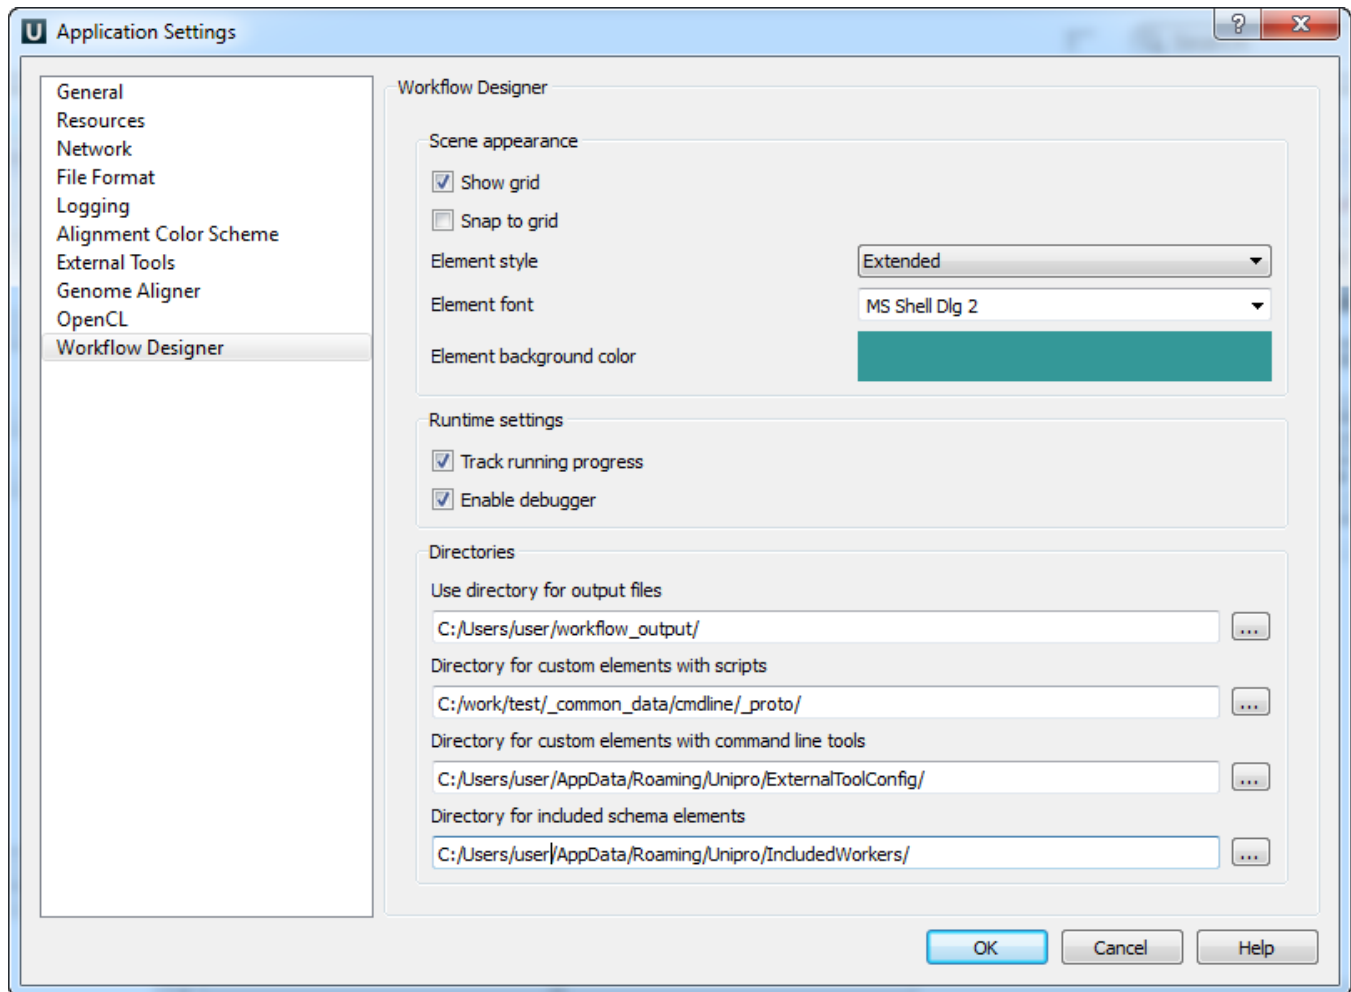 U Application Settings
?
X
General
Resources
Network
File Format
Logging
Alignment Color Scheme
External Tools
Genome Aligner
OpenCL
Workflow Designer
Workflow Designer
Scene appearance
Show grid
Snap to grid
Element style
Extended
Element font
MS Shell Dlg 2
Element background color
Runtime settings
Track running progress
Enable debugger
Directories
Use directory for output files
C:/Users/user/workflow_output/
...
Directory for custom elements with scripts
C:/work/test/_common_data/cmdline/_proto/
...
Directory for custom elements with command line tools
C:/Users/user/AppData/Roaming/Unipro/ExternalToolConfig/
...
Directory for included schema elements
C:/Users/user/AppData/Roaming/Unipro/IncludedWorkers/
...
OK
Cancel
Help